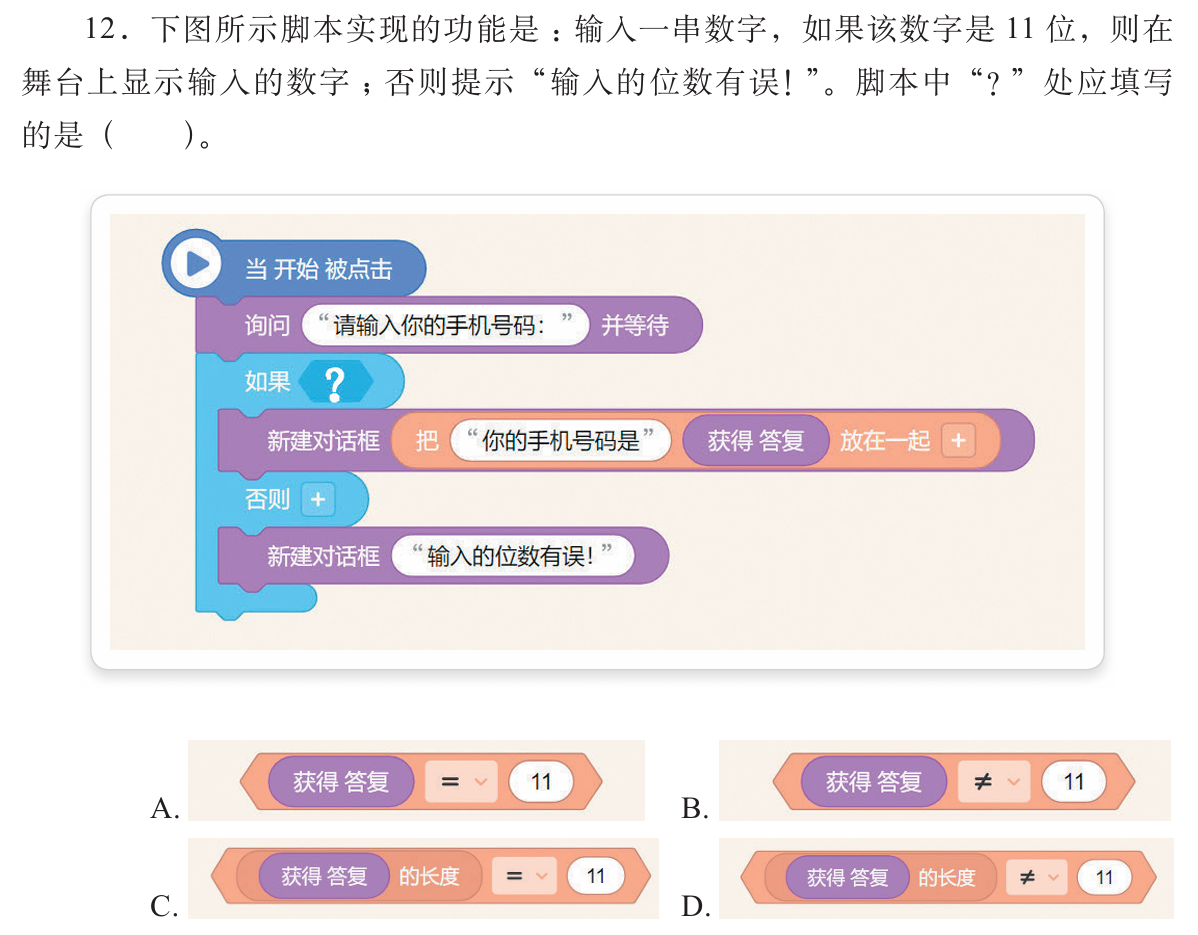 12. 下图所示脚本实现的功能是：输入一串数字，如果该数字是 11 位，则在
舞台上显示输入的数字；否则提示“输入的位数有误！”。脚本中“？”处应填写
的是（　　）。
当 开始 被点击
询问 “请输入你的手机号码：” 并等待
如果 ?
新建对话框 把 “你的手机号码是” 获得 答复 放在一起 +
否则 +
新建对话框 “输入的位数有误！”
A. 获得 答复 = 11
B. 获得 答复 ≠ 11
C. 获得 答复 的长度 = 11
D. 获得 答复 的长度 ≠ 11